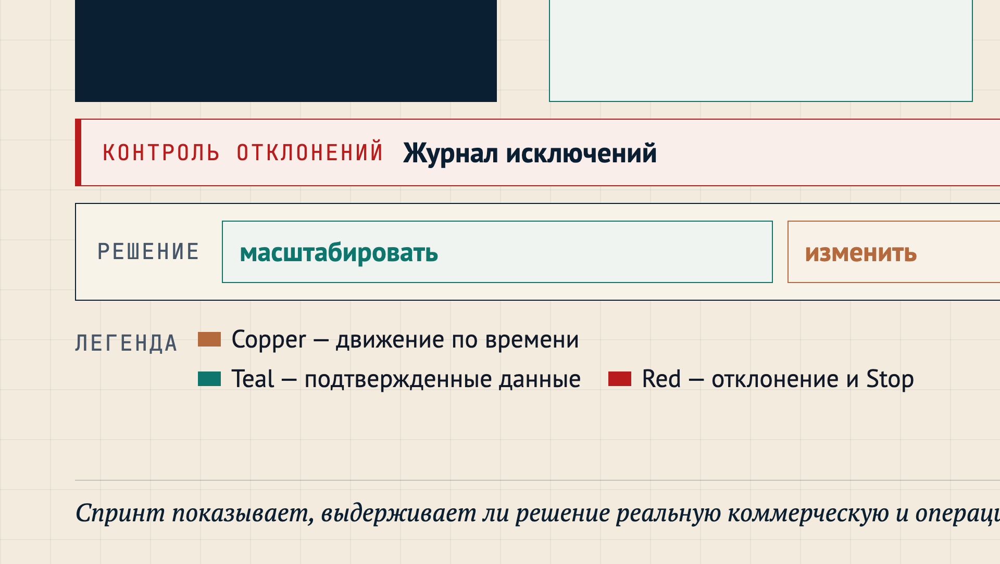 КОНТРОЛЬ ОТКЛОНЕНИЙ Журнал исключений
РЕШЕНИЕ масштабировать изменить
ЛЕГЕНДА Copper — движение по времени
Teal — подтвержденные данные Red — отклонение и Stop
Спринт показывает, выдерживает ли решение реальную коммерческую и